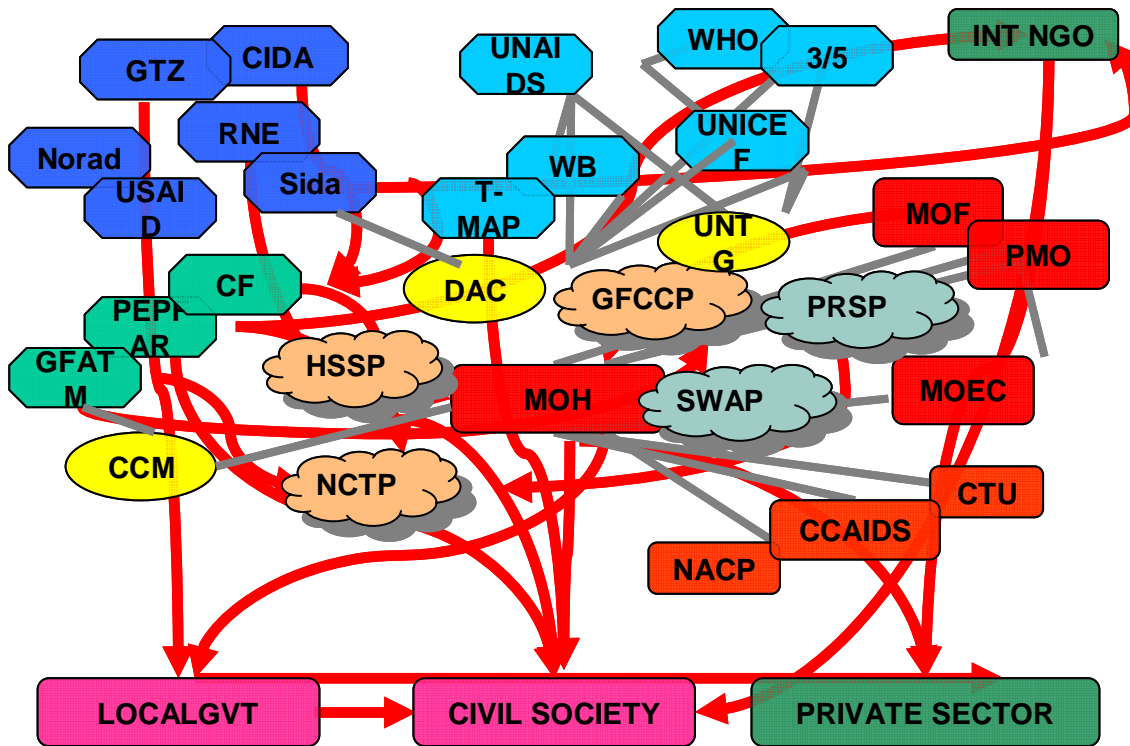 GTZ
CIDA
UNAI
DS
WHO
3/5
INT NGO
RNE
Norad
USAI
D
Sida
T-
MAP
WB
UNICE
F
UNT
G
MOF
PMO
CF
DAC
GFCCP
PRSP
PEPF
AR
GFAT
M
HSSP
MOH
SWAP
MOEC
CCM
NCTP
CTU
CCAIDS
NACP
LOCALGVT
CIVIL SOCIETY
PRIVATE SECTOR